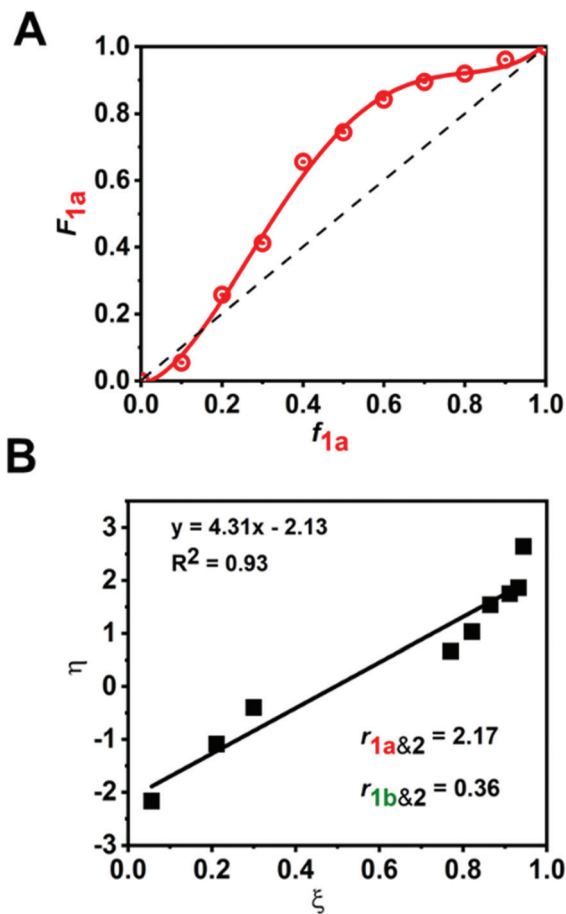 A
1.0
0.8
0.6
0.4
0.2
0.0
F1a
0.0 0.2 0.4 0.6 0.8 1.0
f1a
B
y = 4.31x - 2.13
R2 = 0.93
3
2
1
0
-1
-2
-3
η
r1a&2 = 2.17
r1b&2 = 0.36
0.0 0.2 0.4 0.6 0.8 1.0
ξ